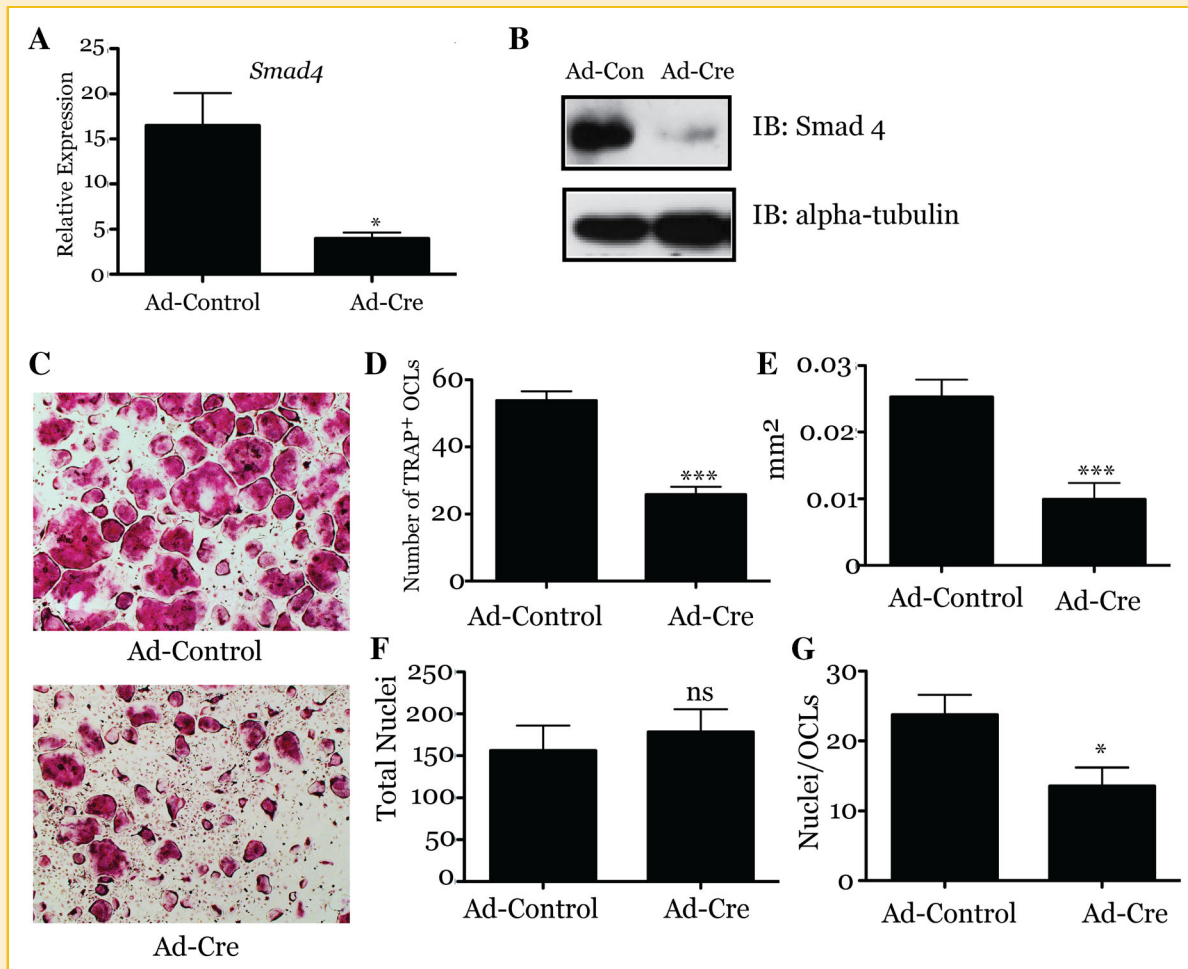 A
Smad4
Relative Expression
25
20
15
10
5
0
*
Ad-Control Ad-Cre
B
Ad-Con Ad-Cre
IB: Smad 4
IB: alpha-tubulin
C
Ad-Control
Ad-Cre
D
Number of TRAP+ OCLs
60
40
20
0
***
Ad-Control Ad-Cre
E
mm²
0.03
0.02
0.01
0
***
Ad-Control Ad-Cre
F
Total Nuclei
250
200
150
100
50
0
ns
Ad-Control Ad-Cre
G
Nuclei/OCLs
30
20
10
0
*
Ad-Control Ad-Cre